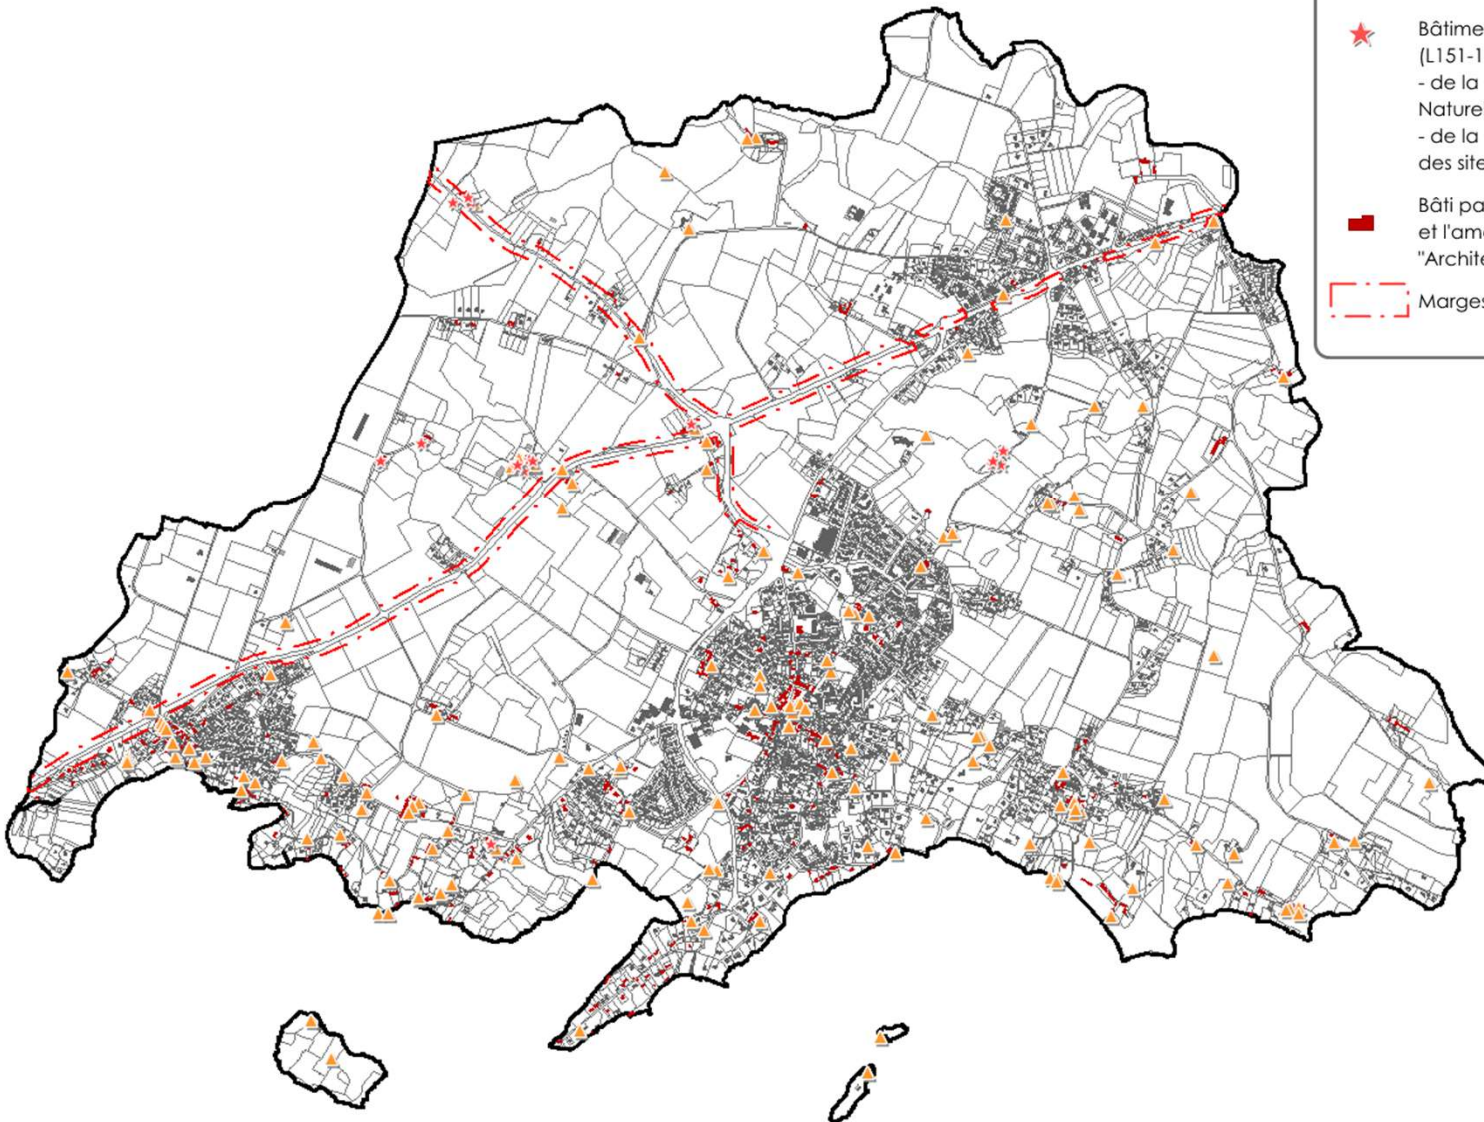 Bâtime
(L151-1
- de la
Nature
- de la
des site
Bâti pa
et l'am
"Archite
Marges